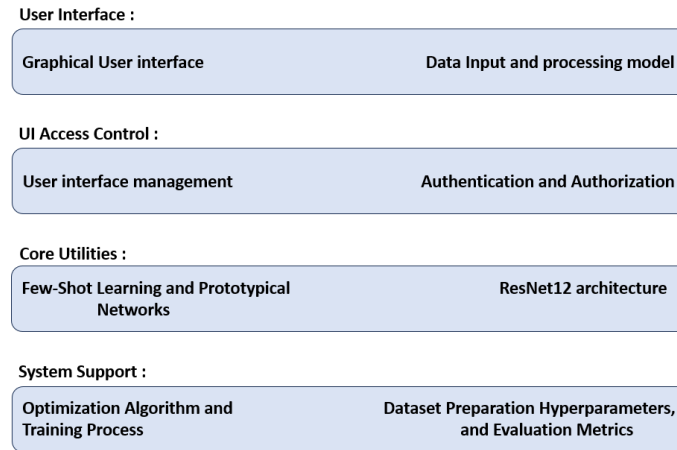 User Interface :
Graphical User interface
Data Input and processing model
UI Access Control :
User interface management
Authentication and Authorization
Core Utilities :
Few-Shot Learning and Prototypical
Networks
ResNet12 architecture
System Support :
Optimization Algorithm and
Training Process
Dataset Preparation Hyperparameters,
and Evaluation Metrics